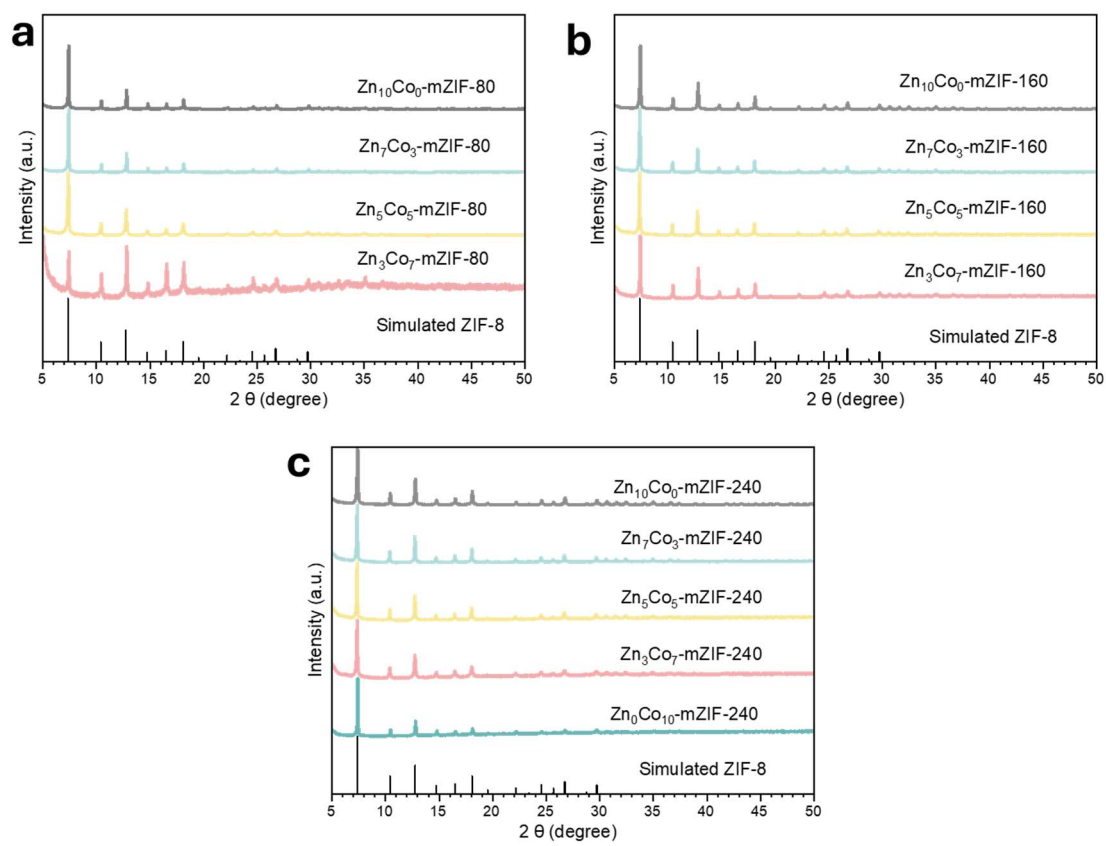 a
Intensity (a.u.)
Zn₁₀Co₀-mZIF-80
Zn₇Co₃-mZIF-80
Zn₅Co₅-mZIF-80
Zn₃Co₇-mZIF-80
Simulated ZIF-8
5 10 15 20 25 30 35 40 45 50
2 θ (degree)
b
Intensity (a.u.)
Zn₁₀Co₀-mZIF-160
Zn₇Co₃-mZIF-160
Zn₅Co₅-mZIF-160
Zn₃Co₇-mZIF-160
Simulated ZIF-8
5 10 15 20 25 30 35 40 45 50
2 θ (degree)
c
Intensity (a.u.)
Zn₁₀Co₀-mZIF-240
Zn₇Co₃-mZIF-240
Zn₅Co₅-mZIF-240
Zn₃Co₇-mZIF-240
Zn₀Co₁₀-mZIF-240
Simulated ZIF-8
5 10 15 20 25 30 35 40 45 50
2 θ (degree)